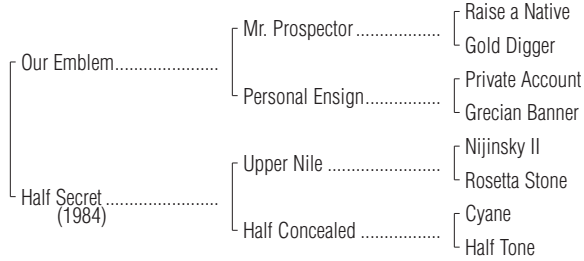 Raise a Native
Mr. Prospector ..................
Gold Digger
Our Emblem......................
Private Account
Personal Ensign................
Grecian Banner
Nijinsky II
Upper Nile ........................
Rosetta Stone
Half Secret ........................
(1984)
Cyane
Half Concealed .................
Half Tone